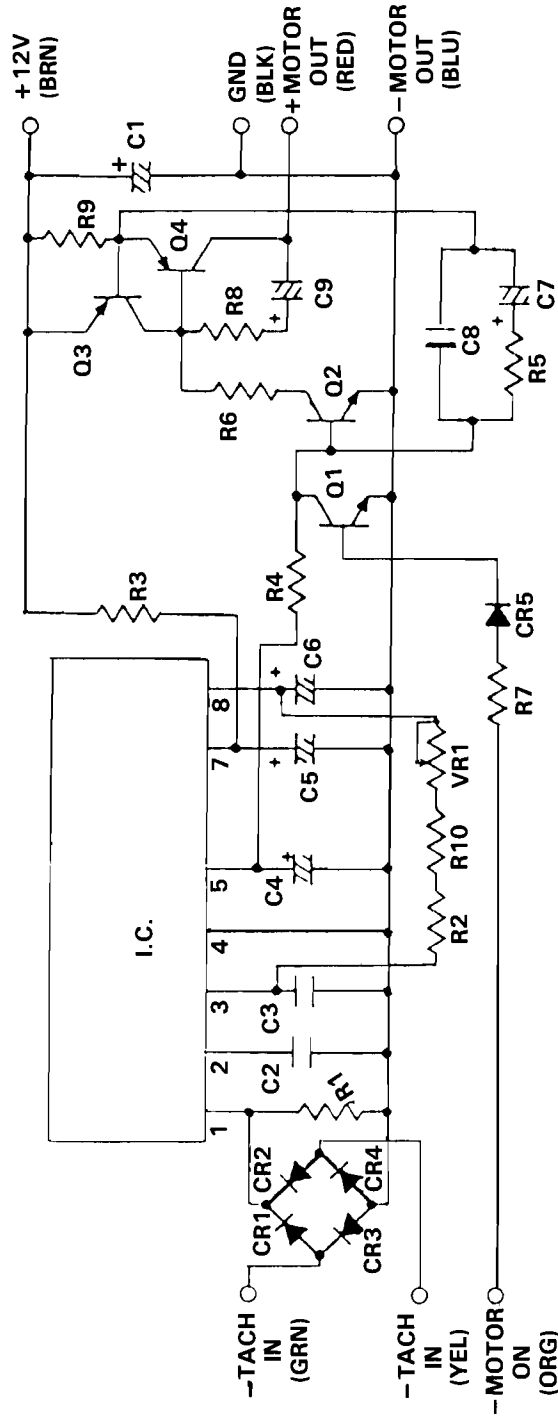 I.C.
1
2
3
4
5
7
8
+12V
(BRN)
GND
(BLK)
+MOTOR
OUT
(RED)
−MOTOR
OUT
(BLU)
C1
R9
Q4
Q3
R8
C9
R6
Q2
Q1
R4
R3
C8
C7
R5
+
+
+
+
+
+
C6
C5
C4
C3
C2
R1
CR2
CR1
CR4
CR3
R2
R10
VR1
R7
CR5
−TACH
IN
(GRN)
−TACH
IN
(YEL)
−MOTOR
ON
(ORG)